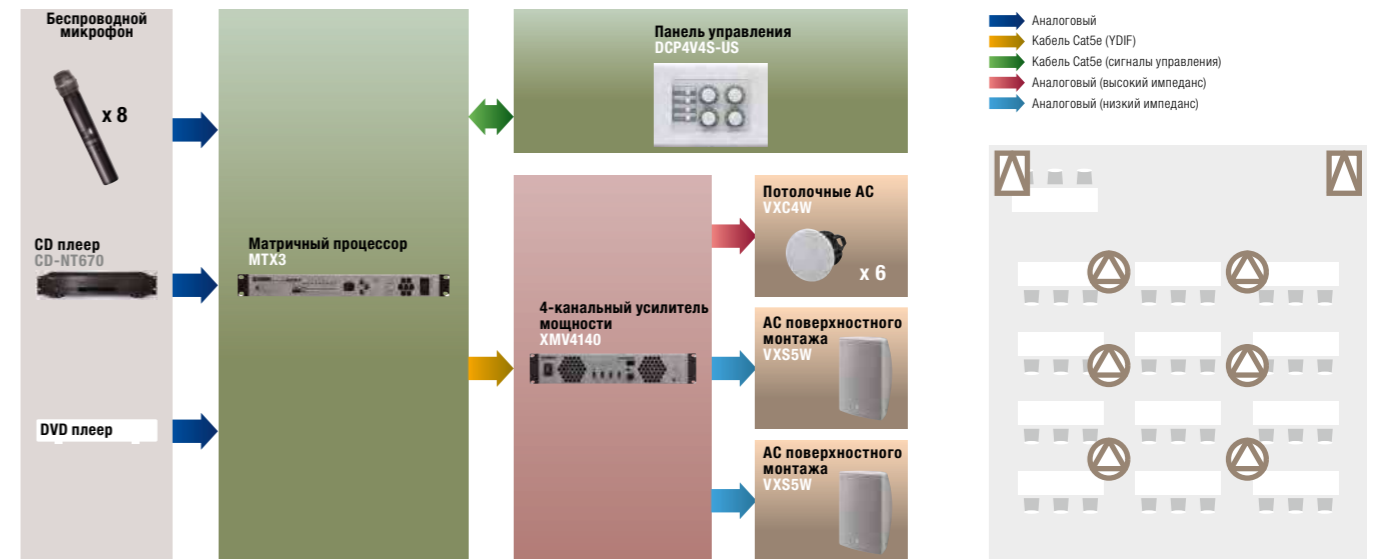 Беспроводной
микрофон
x 8
CD плеер
CD-NT670
DVD плеер
Матричный процессор
MTX3
Панель управления
DCP4V4S-US
4-канальный усилитель
мощности
XMV4140
Потолочные АС
VXC4W
x 6
АС поверхностного
монтажа
VXS5W
АС поверхностного
монтажа
VXS5W
Аналоговый
Кабель Cat5e (YDIF)
Кабель Cat5e (сигналы управления)
Аналоговый (высокий импеданс)
Аналоговый (низкий импеданс)